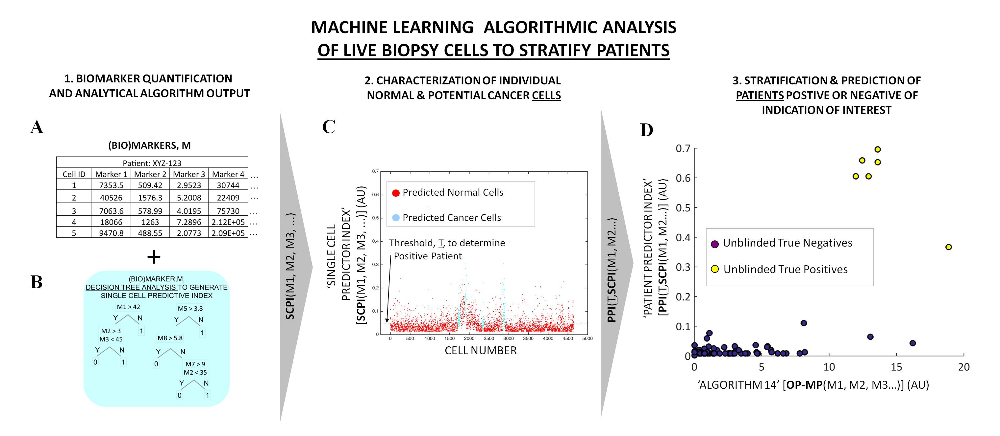 MACHINE LEARNING ALGORITHMIC ANALYSIS
OF LIVE BIOPSY CELLS TO STRATIFY PATIENTS
1. BIOMARKER QUANTIFICATION
AND ANALYTICAL ALGORITHM OUTPUT
A
(BIO)MARKERS, M
Patient: XYZ-123
Cell ID Marker 1 Marker 2 Marker 3 Marker 4 ...
1 7353.5 509.42 2.9523 30744 ...
2 40526 1576.3 5.2008 22409 ...
3 7063.6 578.99 4.0195 75730 ...
4 18066 1263 7.2896 2.12E+05 ...
5 9470.8 488.55 2.0773 2.09E+05 ...
+
B
(BIO)MARKER,M,
DECISION TREE ANALYSIS TO GENERATE
SINGLE CELL PREDICTIVE INDEX
M1 > 42
Y N
M2 > 3
M3 < 45
1
Y N
0 1
M5 > 3.8
Y N
M8 > 5.8
1
Y N
0
M7 > 9
M2 < 35
Y N
0 1
SCPI(M1, M2, M3, ...)
2. CHARACTERIZATION OF INDIVIDUAL
NORMAL & POTENTIAL CANCER CELLS
C
'SINGLE CELL
PREDICTOR INDEX'
[SCPI(M1, M2, M3, ...)] (AU)
0.7
0.6
0.5
0.4
0.3
0.2
0.1
0
Predicted Normal Cells
Predicted Cancer Cells
Threshold, T, to determine
Positive Patient
0 500 1000 1500 2000 2500 3000 3500 4000 4500 5000
CELL NUMBER
PPI(T,SCPI(M1, M2...)
3. STRATIFICATION & PREDICTION OF
PATIENTS POSTIVE OR NEGATIVE OF
INDICATION OF INTEREST
D
'PATIENT PREDICTOR INDEX'
[PPI(T,SCPI(M1, M2...)] (AU)
0.7
0.6
0.5
0.4
0.3
0.2
0.1
0
Unblinded True Negatives
Unblinded True Positives
0 5 10 15 20
'ALGORITHM 14' [OP-MP(M1, M2, M3...)] (AU)